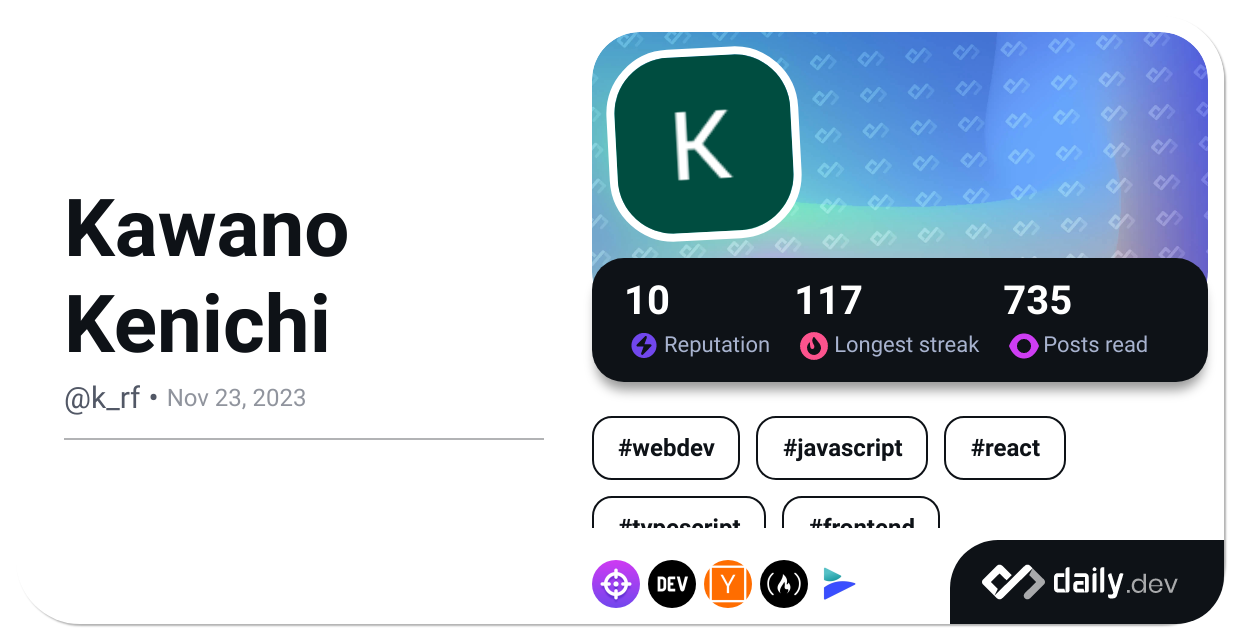 Kawano
Kenichi
@k_rf • Nov 23, 2023
K
10 117 735
Reputation Longest streak Posts read
#webdev #javascript #react
#typescript #frontend
DEV Y
daily.dev